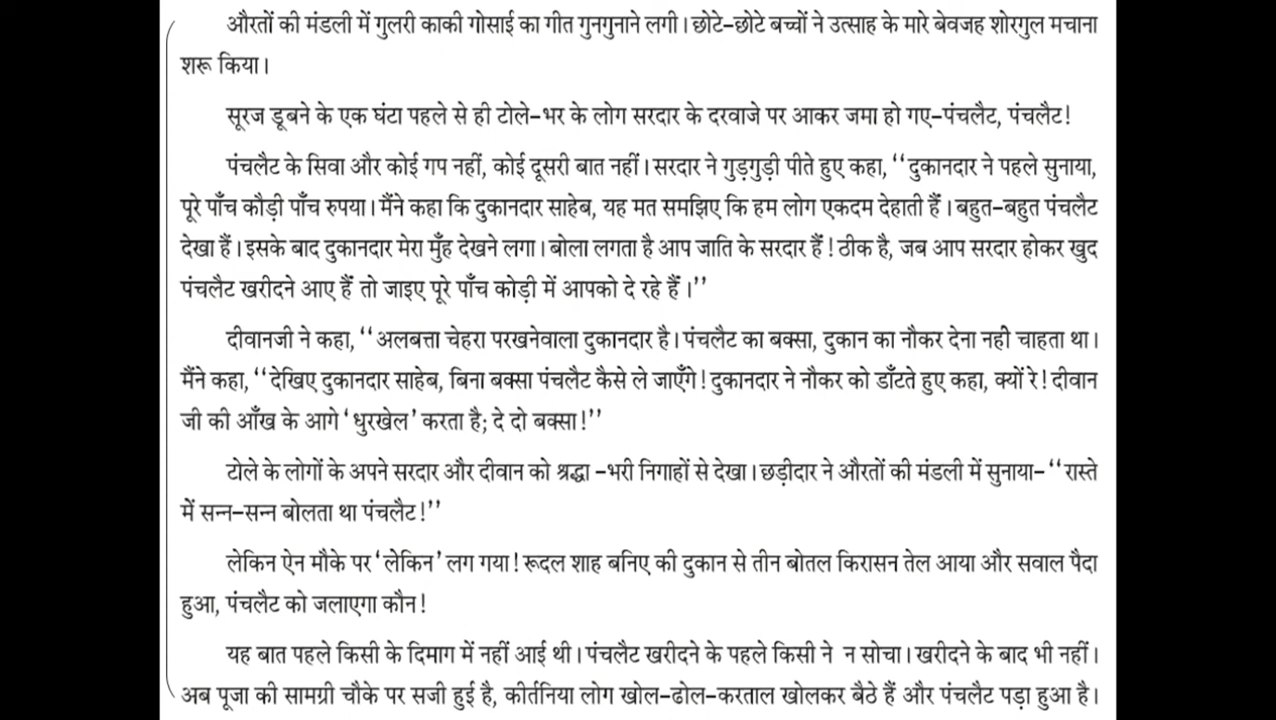 औरतों की मंडली में गुलरी काकी गोसाई का गीत गुनगुनाने लगी। छोटे-छोटे बच्चों ने उत्साह के मारे बेवजह शोरगुल मचाना
शरू किया।
सूरज डूबने के एक घंटा पहले से ही टोले-भर के लोग सरदार के दरवाजे पर आकर जमा हो गए-पंचलैट, पंचलैट!
पंचलैट के सिवा और कोई गप नहीं, कोई दूसरी बात नहीं। सरदार ने गुड़गुड़ी पीते हुए कहा, ‘‘दुकानदार ने पहले सुनाया,
पूरे पाँच कौड़ी पाँच रुपया। मैंने कहा कि दुकानदार साहेब, यह मत समझिए कि हम लोग एकदम देहाती हैं। बहुत-बहुत पंचलैट
देखा हैं। इसके बाद दुकानदार मेरा मुँह देखने लगा। बोला लगता है आप जाति के सरदार हैं! ठीक है, जब आप सरदार होकर खुद
पंचलैट खरीदने आए हैं तो जाइए पूरे पाँच कोड़ी में आपको दे रहे हैं।’’
दीवानजी ने कहा, ‘‘अलबत्ता चेहरा परखनेवाला दुकानदार है। पंचलैट का बक्सा, दुकान का नौकर देना नही चाहता था।
मैंने कहा, ‘‘देखिए दुकानदार साहेब, बिना बक्सा पंचलैट कैसे ले जाएँगे! दुकानदार ने नौकर को डाँटते हुए कहा, क्यों रे! दीवान
जी की आँख के आगे ‘धुरखेल’ करता है; दे दो बक्सा!’’
टोले के लोगों के अपने सरदार और दीवान को श्रद्धा -भरी निगाहों से देखा। छड़ीदार ने औरतों की मंडली में सुनाया- ‘‘रास्ते
में सन्न-सन्न बोलता था पंचलैट!’’
लेकिन ऐन मौके पर ‘लेकिन’ लग गया! रूदल शाह बनिए की दुकान से तीन बोतल किरासन तेल आया और सवाल पैदा
हुआ, पंचलैट को जलाएगा कौन!
यह बात पहले किसी के दिमाग में नहीं आई थी। पंचलैट खरीदने के पहले किसी ने न सोचा। खरीदने के बाद भी नहीं।
अब पूजा की सामग्री चौके पर सजी हुई है, कीर्तनिया लोग खोल-ढोल-करताल खोलकर बैठे हैं और पंचलैट पड़ा हुआ है।